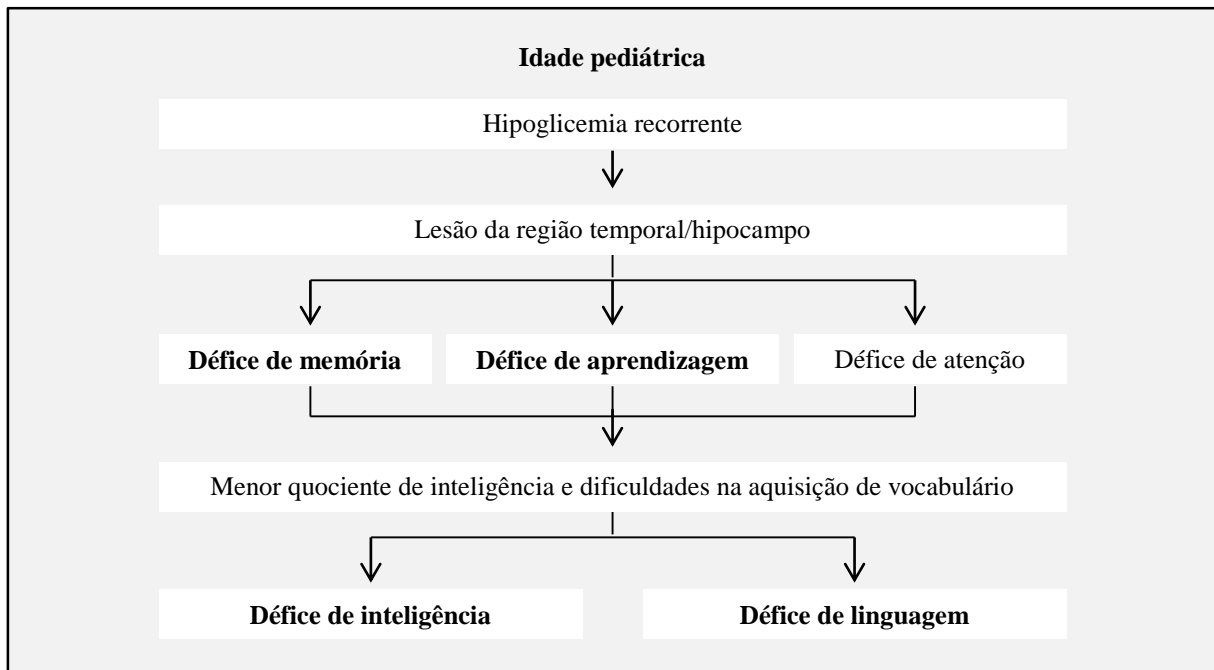 Idade pediátrica
Hipoglicemia recorrente
Lesão da região temporal/hipocampo
Défice de memória
Défice de aprendizagem
Défice de atenção
Menor quociente de inteligência e dificuldades na aquisição de vocabulário
Défice de inteligência
Défice de linguagem